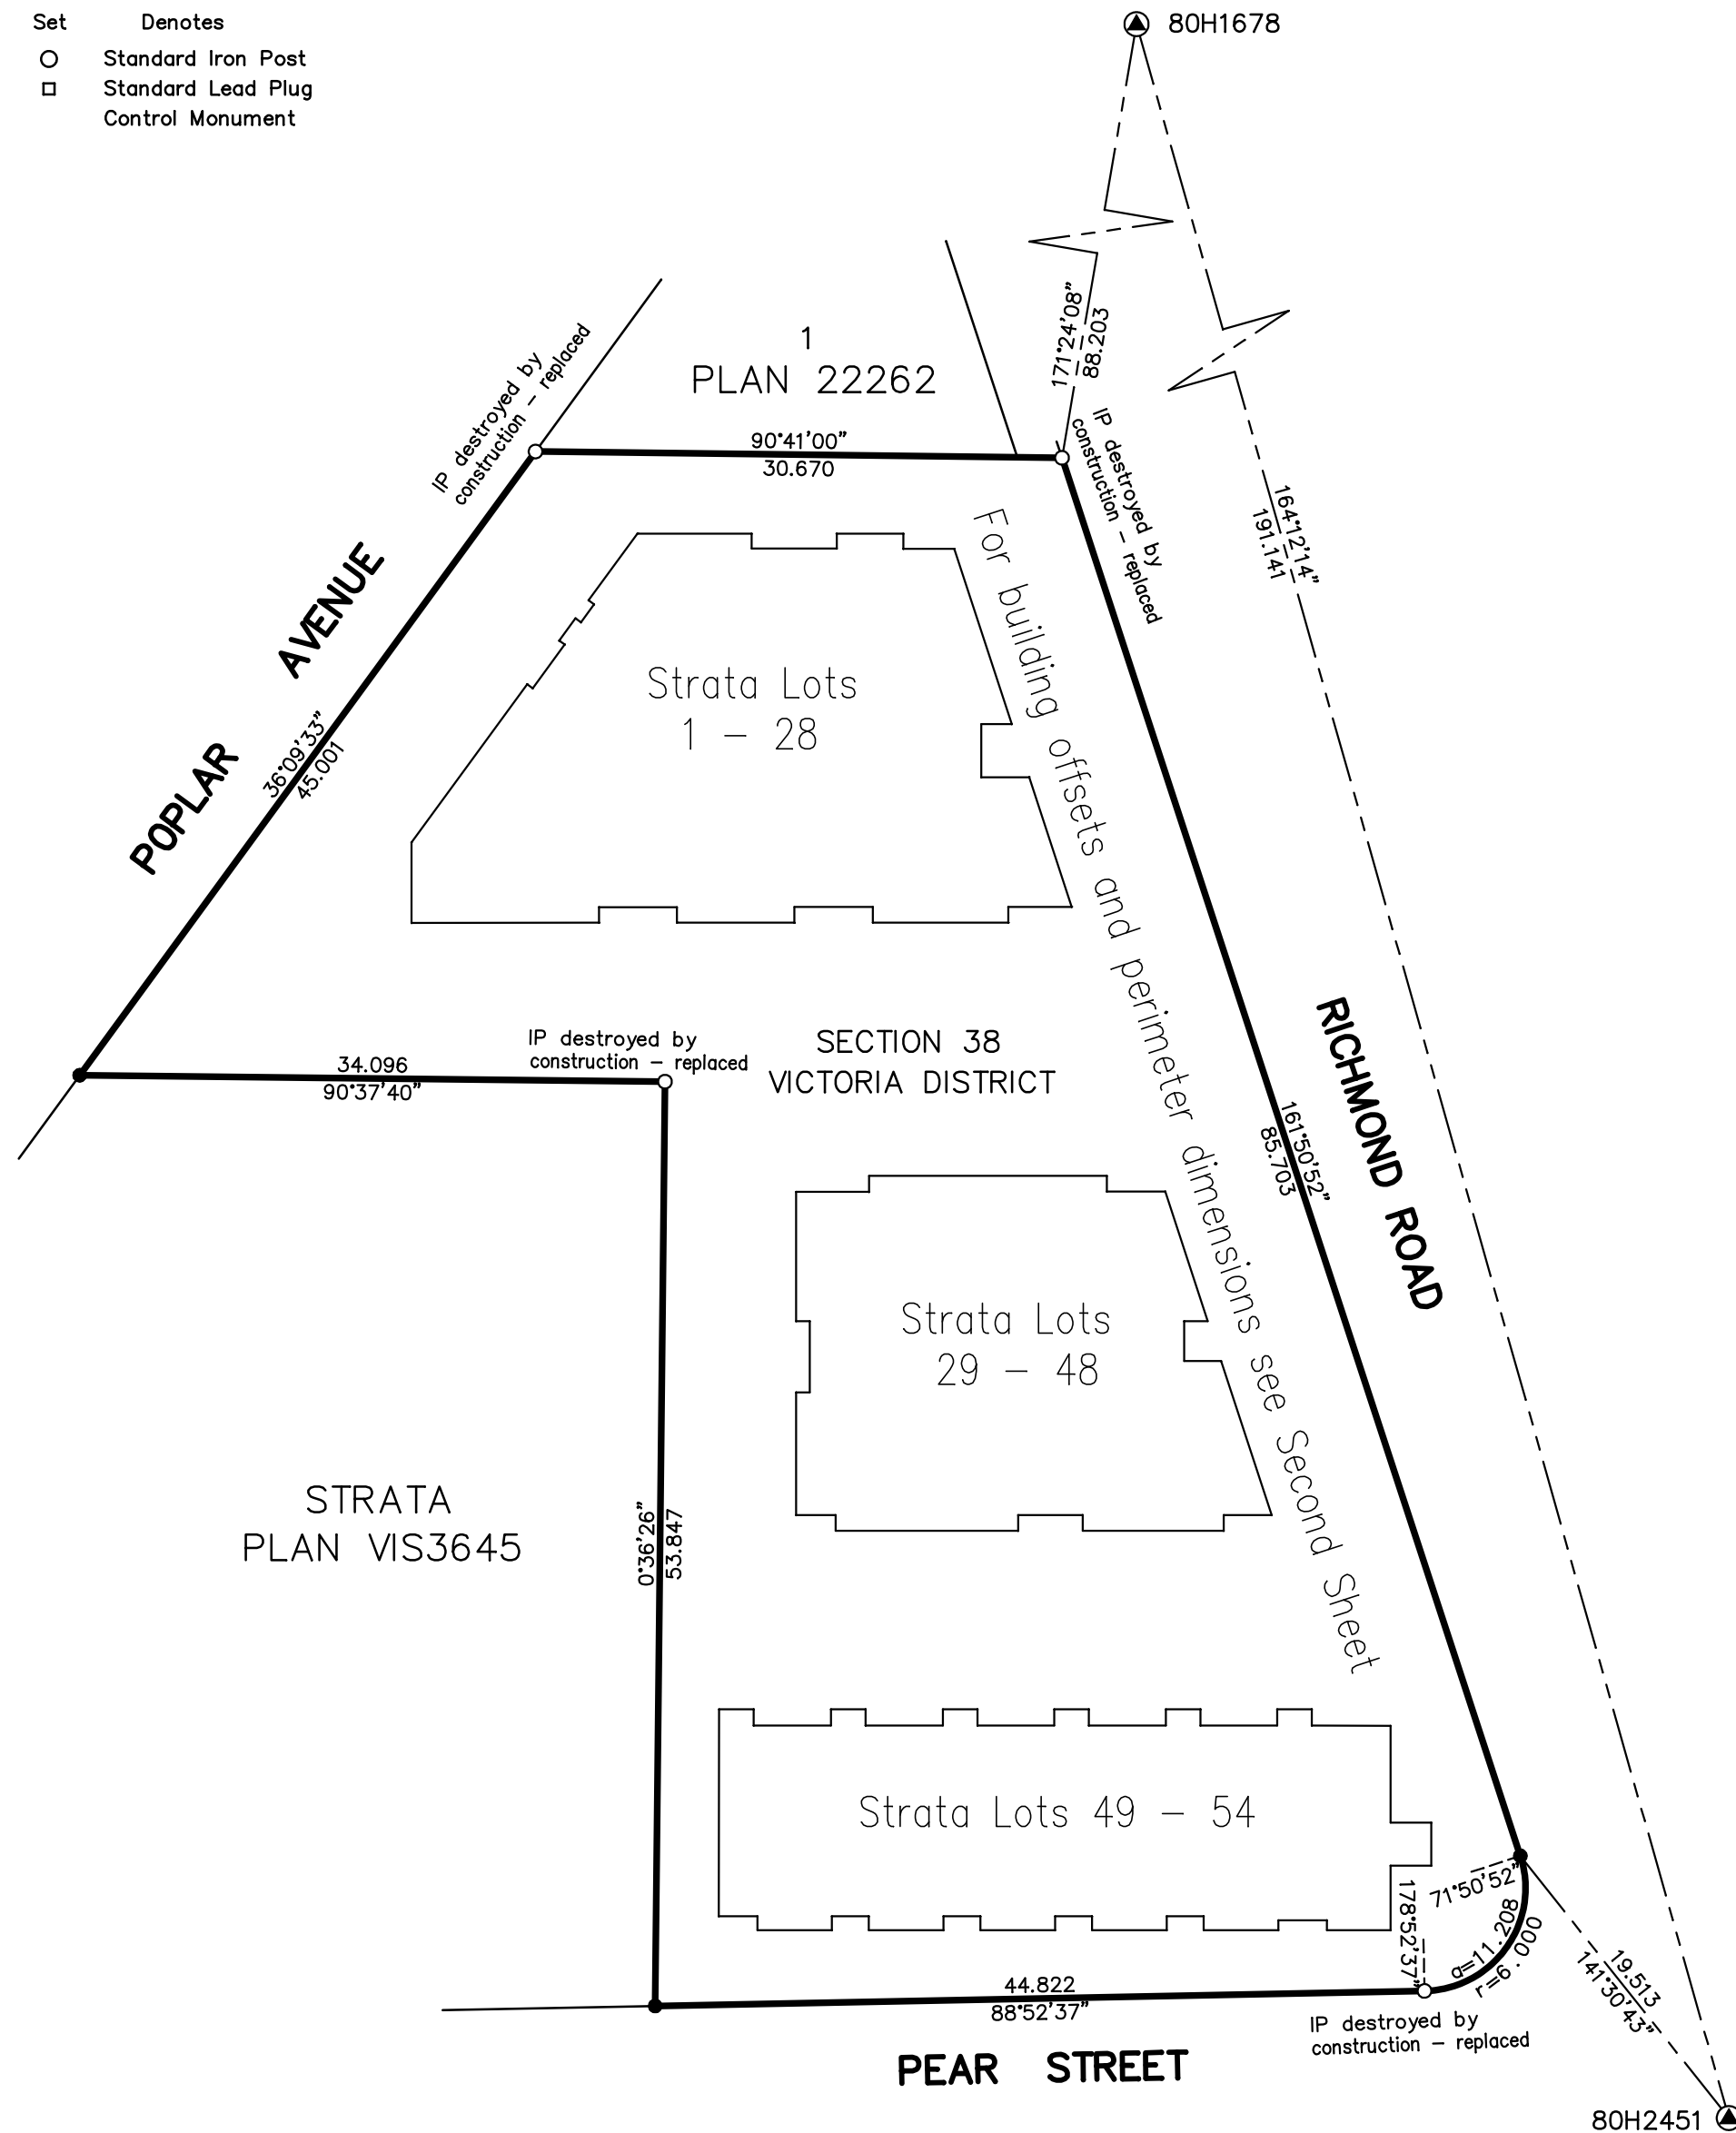 Set Denotes
Standard Iron Post
Standard Lead Plug
Control Monument
80H1678
1
PLAN 22262
171°24'08"
88.203
IP destroyed by
construction – replaced
90°41'00"
30.670
IP destroyed by
construction – replaced
164°12'14"
191.141
POPLAR AVENUE
36°09'33"
45.001
Strata Lots
1 – 28
For building offsets and perimeter dimensions see Second Sheet
IP destroyed by
construction – replaced
34.096
90°37'40"
SECTION 38
VICTORIA DISTRICT
RICHMOND ROAD
161°50'52"
85.703
Strata Lots
29 – 48
STRATA
PLAN VIS3645
0°36'26"
53.847
Strata Lots 49 – 54
71°50'52"
178°52'37"
a=11.208
r=6.000
19.513
141°30'43"
44.822
88°52'37"
IP destroyed by
construction – replaced
PEAR STREET
80H2451